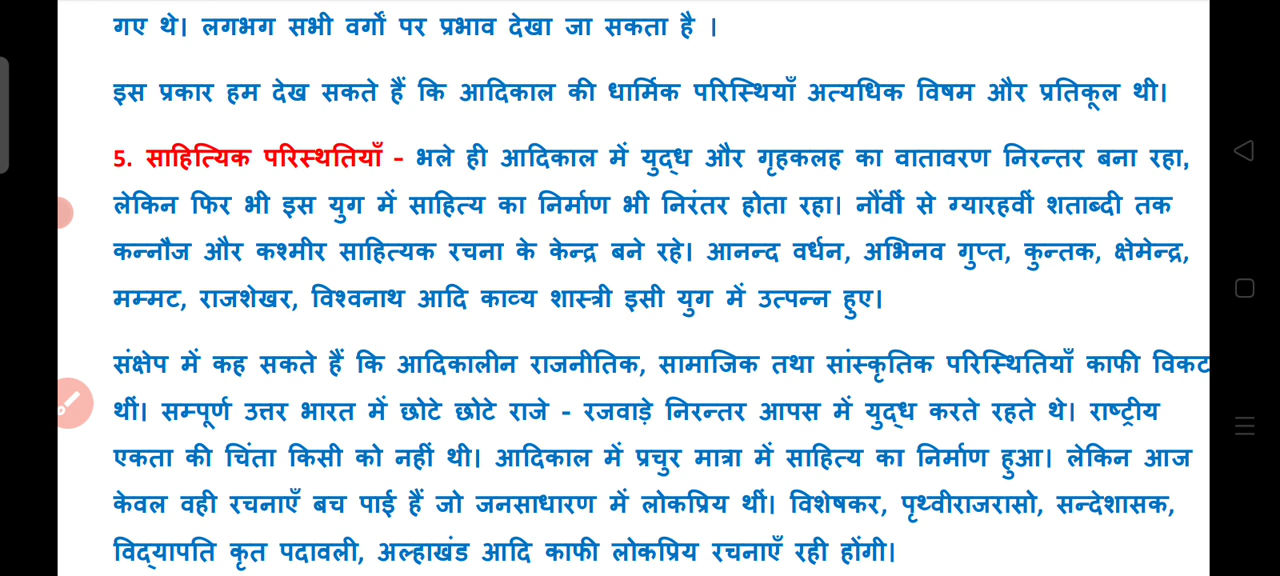 गए थे। लगभग सभी वर्गों पर प्रभाव देखा जा सकता है ।
इस प्रकार हम देख सकते हैं कि आदिकाल की धार्मिक परिस्थियाँ अत्यधिक विषम और प्रतिकूल थी।
5. साहित्यिक परिस्थतियाँ - भले ही आदिकाल में युद्ध और गृहकलह का वातावरण निरन्तर बना रहा,
लेकिन फिर भी इस युग में साहित्य का निर्माण भी निरंतर होता रहा। नौंवीं से ग्यारहवीं शताब्दी तक
कन्नौज और कश्मीर साहित्यक रचना के केन्द्र बने रहे। आनन्द वर्धन, अभिनव गुप्त, कुन्तक, क्षेमेन्द्र,
मम्मट, राजशेखर, विश्वनाथ आदि काव्य शास्त्री इसी युग में उत्पन्न हुए।
संक्षेप में कह सकते हैं कि आदिकालीन राजनीतिक, सामाजिक तथा सांस्कृतिक परिस्थितियाँ काफी विकट
थीं। सम्पूर्ण उत्तर भारत में छोटे छोटे राजे - रजवाड़े निरन्तर आपस में युद्ध करते रहते थे। राष्ट्रीय
एकता की चिंता किसी को नहीं थी। आदिकाल में प्रचुर मात्रा में साहित्य का निर्माण हुआ। लेकिन आज
केवल वही रचनाएँ बच पाई हैं जो जनसाधारण में लोकप्रिय थीं। विशेषकर, पृथ्वीराजरासो, सन्देशासक,
विद्यापति कृत पदावली, अल्हाखंड आदि काफी लोकप्रिय रचनाएँ रही होंगी।